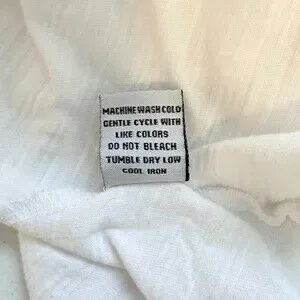 MACHINE WASH COLD
GENTLE CYCLE WITH
LIKE COLORS
DO NOT BLEACH
TUMBLE DRY LOW
COOL IRON